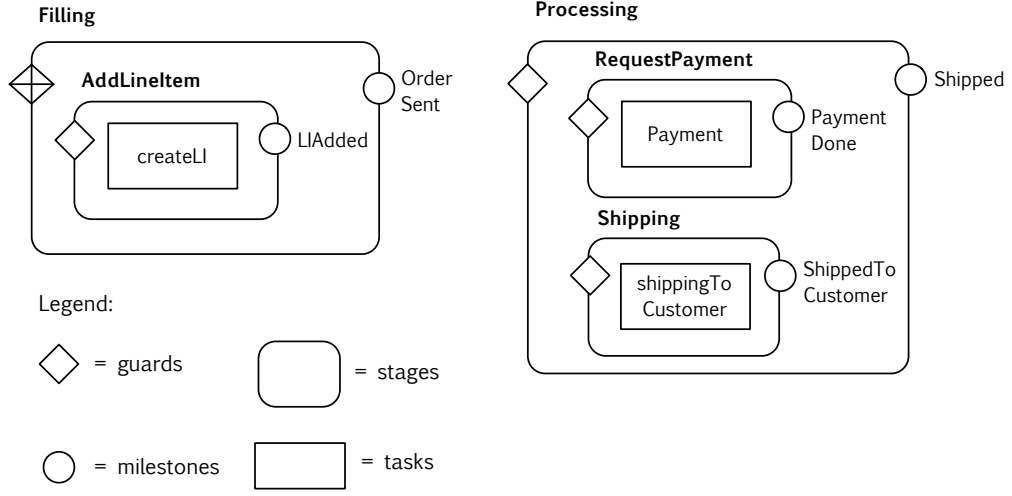 Filling
AddLineItem
createLI
LIAdded
Order
Sent
Processing
RequestPayment
Payment
Payment
Done
Shipped
Shipping
shippingTo
Customer
ShippedTo
Customer
Legend:
= guards
= stages
= milestones
= tasks